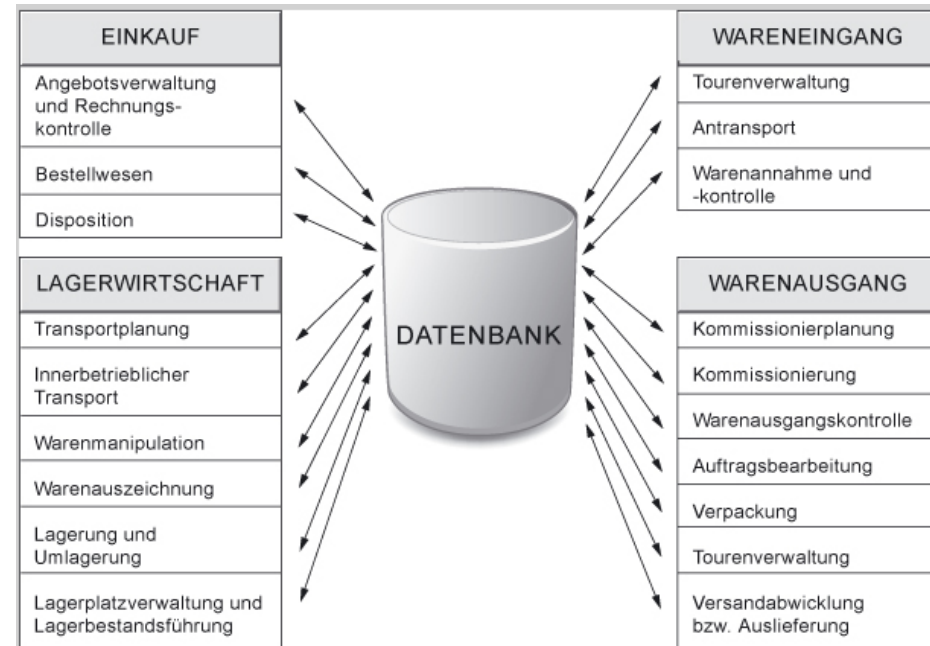 EINKAUF
Angebotsverwaltung
und Rechnungs-
kontrolle
Bestellwesen
Disposition
LAGERWIRTSCHAFT
Transportplanung
Innerbetrieblicher
Transport
Warenmanipulation
Warenauszeichnung
Lagerung und
Umlagerung
Lagerplatzverwaltung und
Lagerbestandsführung
DATENBANK
WARENEINGANG
Tourenverwaltung
Antransport
Warenannahme und
-kontrolle
WARENAUSGANG
Kommissionierplanung
Kommissionierung
Warenausgangskontrolle
Auftragsbearbeitung
Verpackung
Tourenverwaltung
Versandabwicklung
bzw. Auslieferung